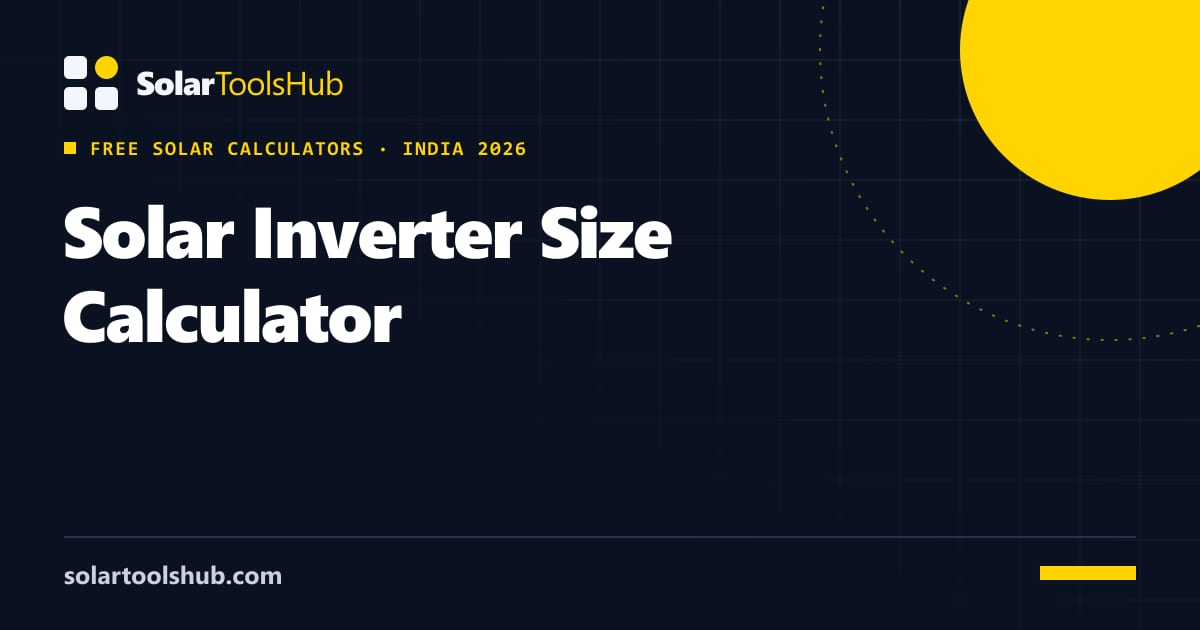 SolarToolsHub
FREE SOLAR CALCULATORS · INDIA 2026
Solar Inverter Size
Calculator
solartoolshub.com